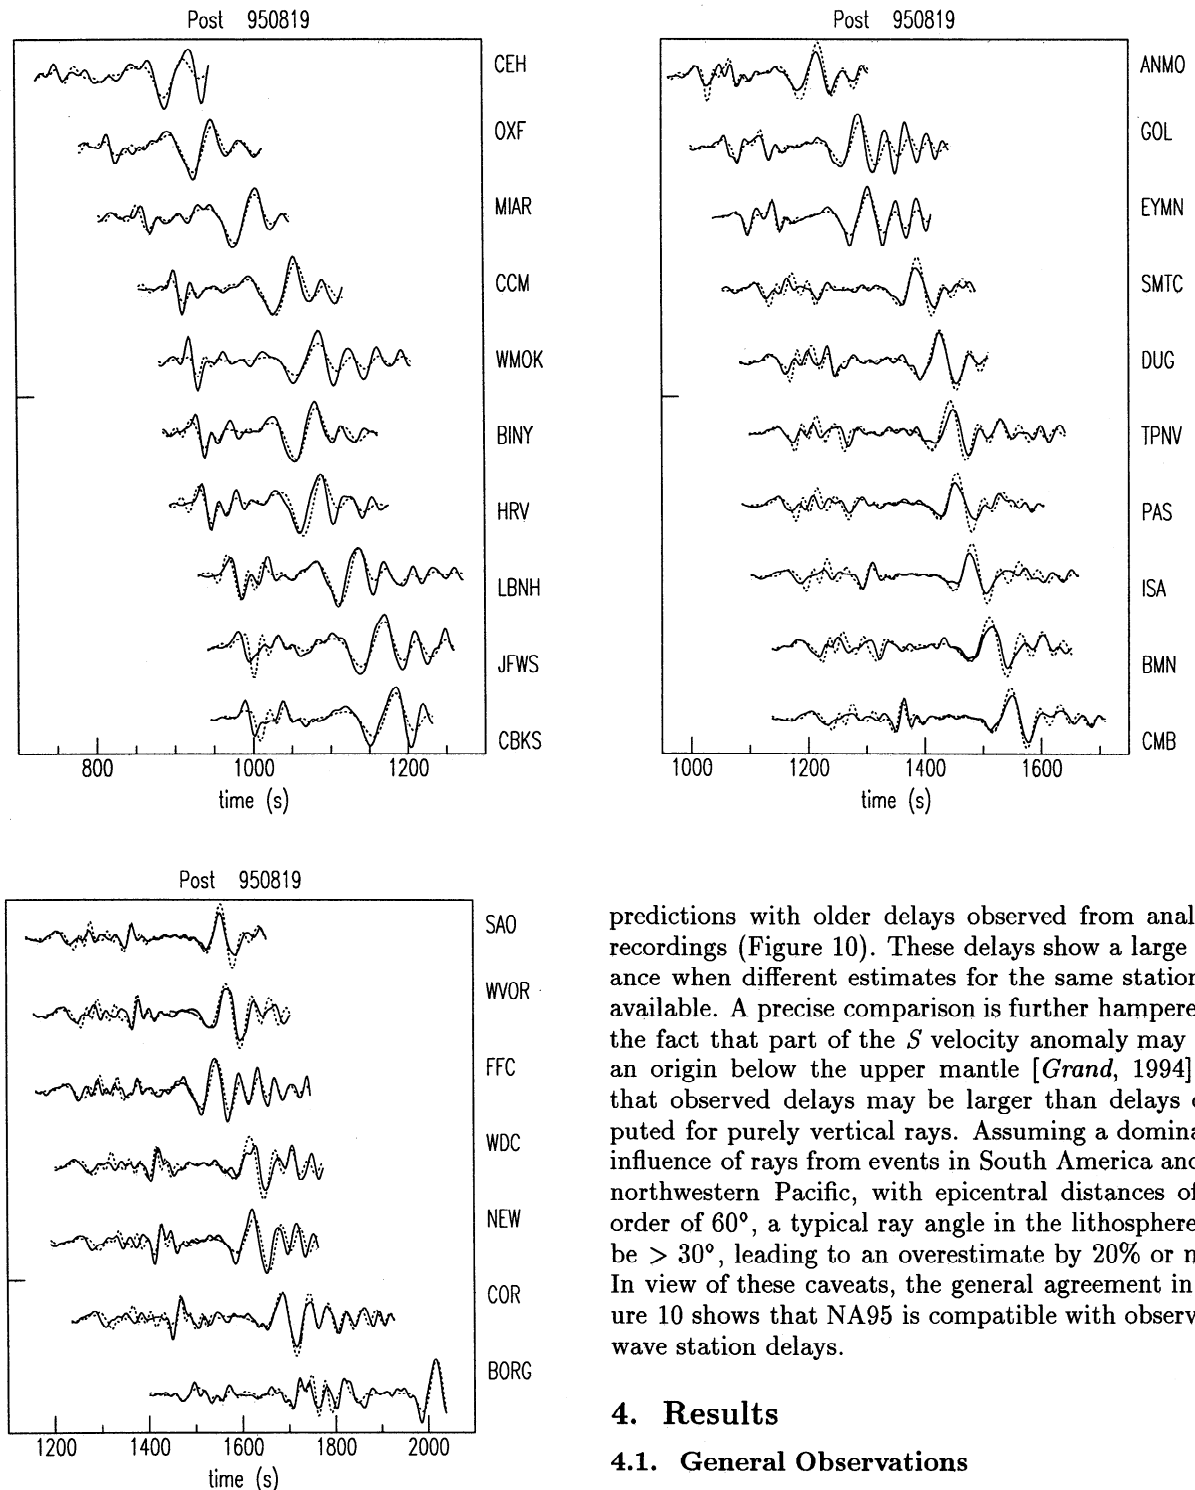 Post 950819
CEH
OXF
MIAR
CCM
WMOK
BINY
HRV
LBNH
JFWS
CBKS
800 1000 1200
time (s)
Post 950819
ANMO
GOL
EYMN
SMTC
DUG
TPNV
PAS
ISA
BMN
CMB
1000 1200 1400 1600
time (s)
Post 950819
SAO
WVOR
FFC
WDC
NEW
COR
BORG
1200 1400 1600 1800 2000
time (s)
predictions with older delays observed from anal
recordings (Figure 10). These delays show a large
ance when different estimates for the same station
available. A precise comparison is further hampere
the fact that part of the S velocity anomaly may
an origin below the upper mantle [Grand, 1994]
that observed delays may be larger than delays
puted for purely vertical rays. Assuming a domina
influence of rays from events in South America and
northwestern Pacific, with epicentral distances of
order of 60°, a typical ray angle in the lithosphere
be > 30°, leading to an overestimate by 20% or
In view of these caveats, the general agreement in
ure 10 shows that NA95 is compatible with observ
wave station delays.
4. Results
4.1. General Observations